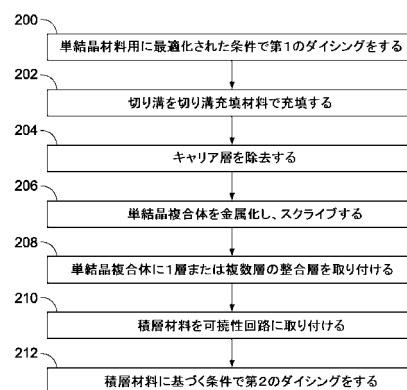 200
単結晶材料用に最適化された条件で第1のダイシングをする
202
切り溝を切り溝充填材料で充填する
204
キャリア層を除去する
206
単結晶複合体を金属化し、スクライブする
208
単結晶複合体に1層または複数層の整合層を取り付ける
210
積層材料を可撓性回路に取り付ける
212
積層材料に基づく条件で第2のダイシングをする